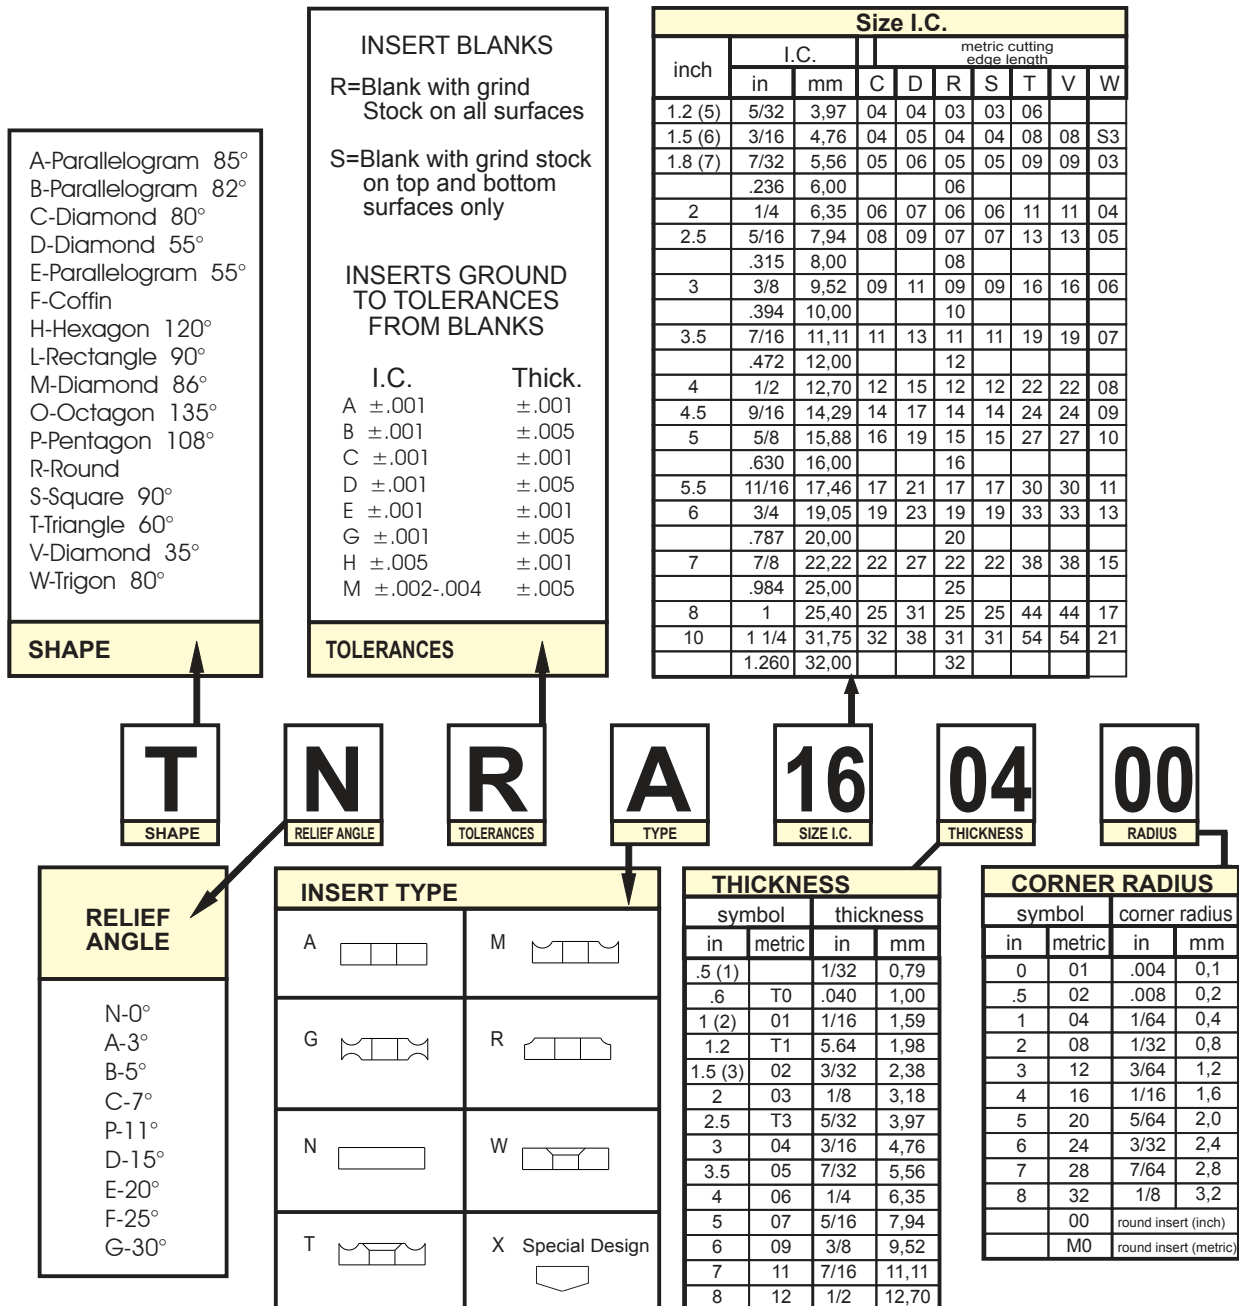 INSERT BLANKS
R=Blank with grind
Stock on all surfaces
S=Blank with grind stock
on top and bottom
surfaces only
INSERTS GROUND
TO TOLERANCES
FROM BLANKS
I.C. Thick.
A ±.001 ±.001
B ±.001 ±.005
C ±.001 ±.001
D ±.001 ±.005
E ±.001 ±.001
G ±.001 ±.005
H ±.005 ±.001
M ±.002-.004 ±.005
TOLERANCES
A-Parallelogram 85°
B-Parallelogram 82°
C-Diamond 80°
D-Diamond 55°
E-Parallelogram 55°
F-Coffin
H-Hexagon 120°
L-Rectangle 90°
M-Diamond 86°
O-Octagon 135°
P-Pentagon 108°
R-Round
S-Square 90°
T-Triangle 60°
V-Diamond 35°
W-Trigon 80°
SHAPE
Size I.C.
inch I.C. metric cutting
edge length
in mm C D R S T V W
1.2 (5) 5/32 3,97 04 04 03 03 06
1.5 (6) 3/16 4,76 04 05 04 04 08 08 S3
1.8 (7) 7/32 5,56 05 06 05 05 09 09 03
.236 6,00 06
2 1/4 6,35 06 07 06 06 11 11 04
2.5 5/16 7,94 08 09 07 07 13 13 05
.315 8,00 08
3 3/8 9,52 09 11 09 09 16 16 06
.394 10,00 10
3.5 7/16 11,11 11 13 11 11 19 19 07
.472 12,00 12
4 1/2 12,70 12 15 12 12 22 22 08
4.5 9/16 14,29 14 17 14 14 24 24 09
5 5/8 15,88 16 19 15 15 27 27 10
.630 16,00 16
5.5 11/16 17,46 17 21 17 17 30 30 11
6 3/4 19,05 19 23 19 19 33 33 13
.787 20,00 20
7 7/8 22,22 22 27 22 22 38 38 15
.984 25,00 25
8 1 25,40 25 31 25 25 44 44 17
10 1 1/4 31,75 32 38 31 31 54 54 21
1.260 32,00 32
T N R A 16 04 00
SHAPE RELIEF ANGLE TOLERANCES TYPE SIZE I.C. THICKNESS RADIUS
RELIEF
ANGLE
N-0°
A-3°
B-5°
C-7°
P-11°
D-15°
E-20°
F-25°
G-30°
INSERT TYPE
A M
G R
N W
T X Special Design
THICKNESS
symbol thickness
in metric in mm
.5 (1) 1/32 0,79
.6 T0 .040 1,00
1 (2) 01 1/16 1,59
1.2 T1 5.64 1,98
1.5 (3) 02 3/32 2,38
2 03 1/8 3,18
2.5 T3 5/32 3,97
3 04 3/16 4,76
3.5 05 7/32 5,56
4 06 1/4 6,35
5 07 5/16 7,94
6 09 3/8 9,52
7 11 7/16 11,11
8 12 1/2 12,70
CORNER RADIUS
symbol corner radius
in metric in mm
0 01 .004 0,1
.5 02 .008 0,2
1 04 1/64 0,4
2 08 1/32 0,8
3 12 3/64 1,2
4 16 1/16 1,6
5 20 5/64 2,0
6 24 3/32 2,4
7 28 7/64 2,8
8 32 1/8 3,2
00 round insert (inch)
M0 round insert (metric)